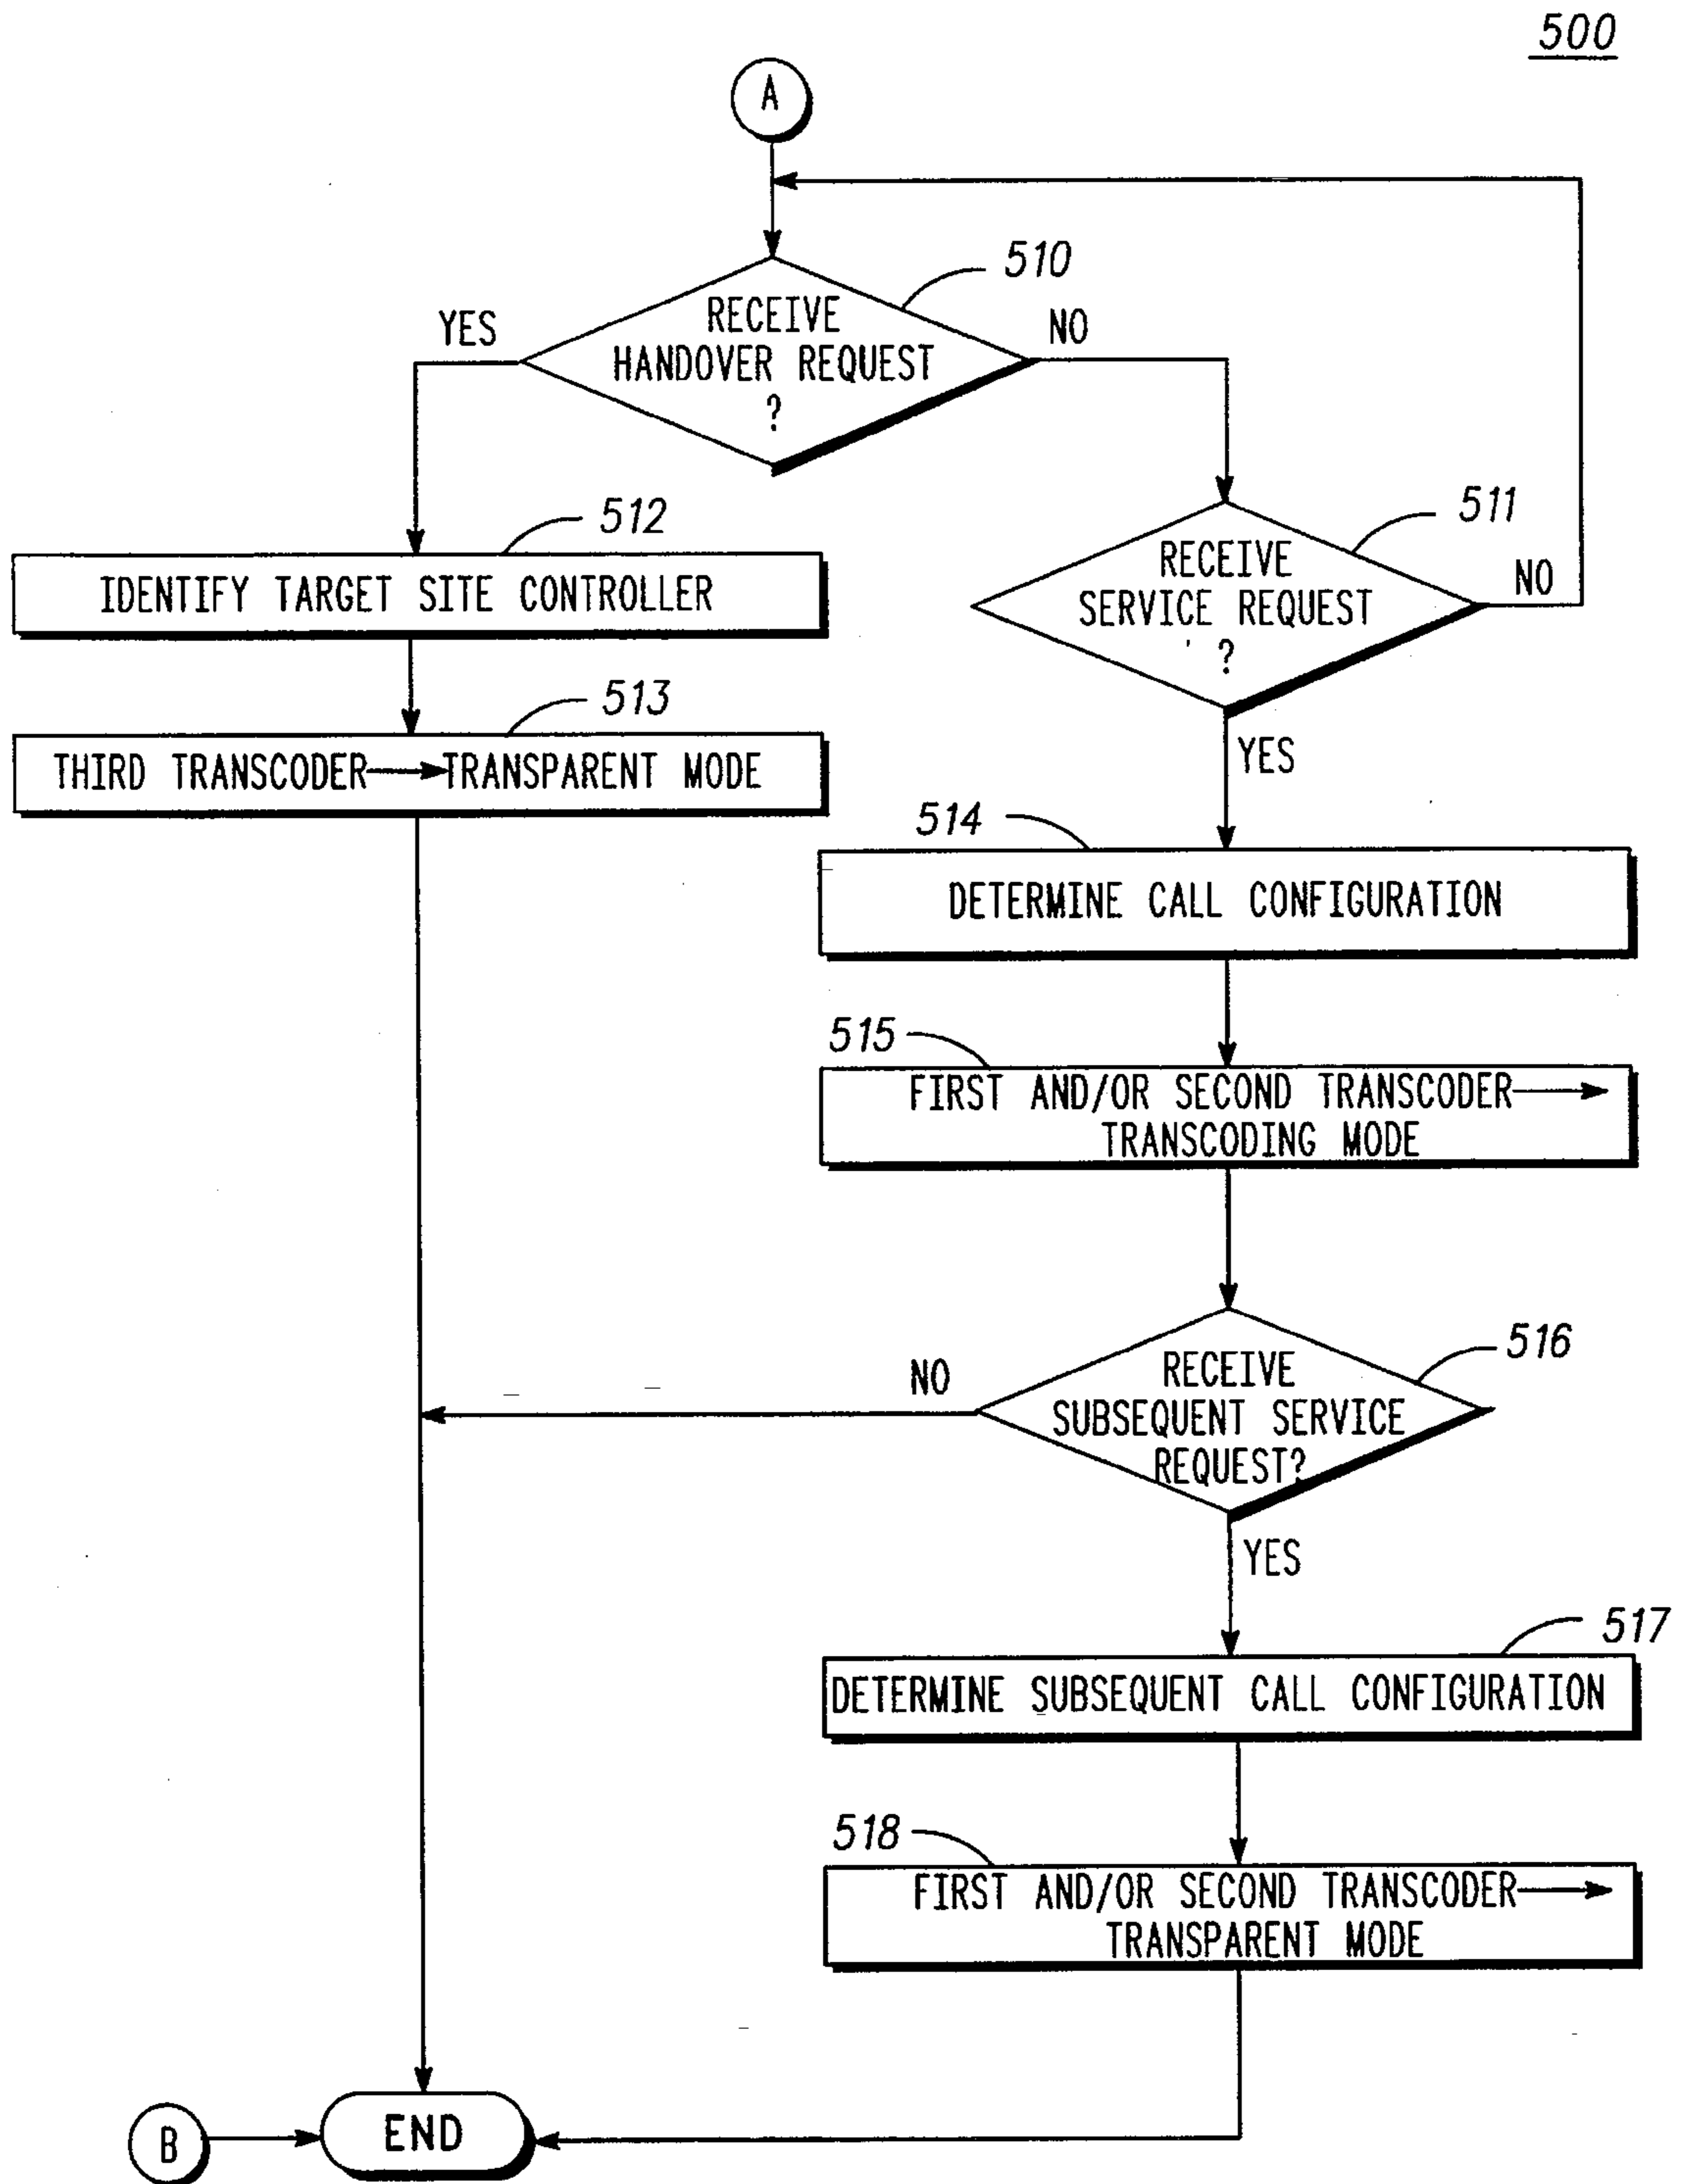 500
A
510
RECEIVE
HANDOVER REQUEST
?
YES
NO
512
IDENTIFY TARGET SITE CONTROLLER
511
RECEIVE
SERVICE REQUEST
?
NO
YES
513
THIRD TRANSCODER→TRANSPARENT MODE
514
DETERMINE CALL CONFIGURATION
515
FIRST AND/OR SECOND TRANSCODER→
TRANSCODING MODE
516
RECEIVE
SUBSEQUENT SERVICE
REQUEST?
NO
YES
517
DETERMINE SUBSEQUENT CALL CONFIGURATION
518
FIRST AND/OR SECOND TRANSCODER→
TRANSPARENT MODE
B
END